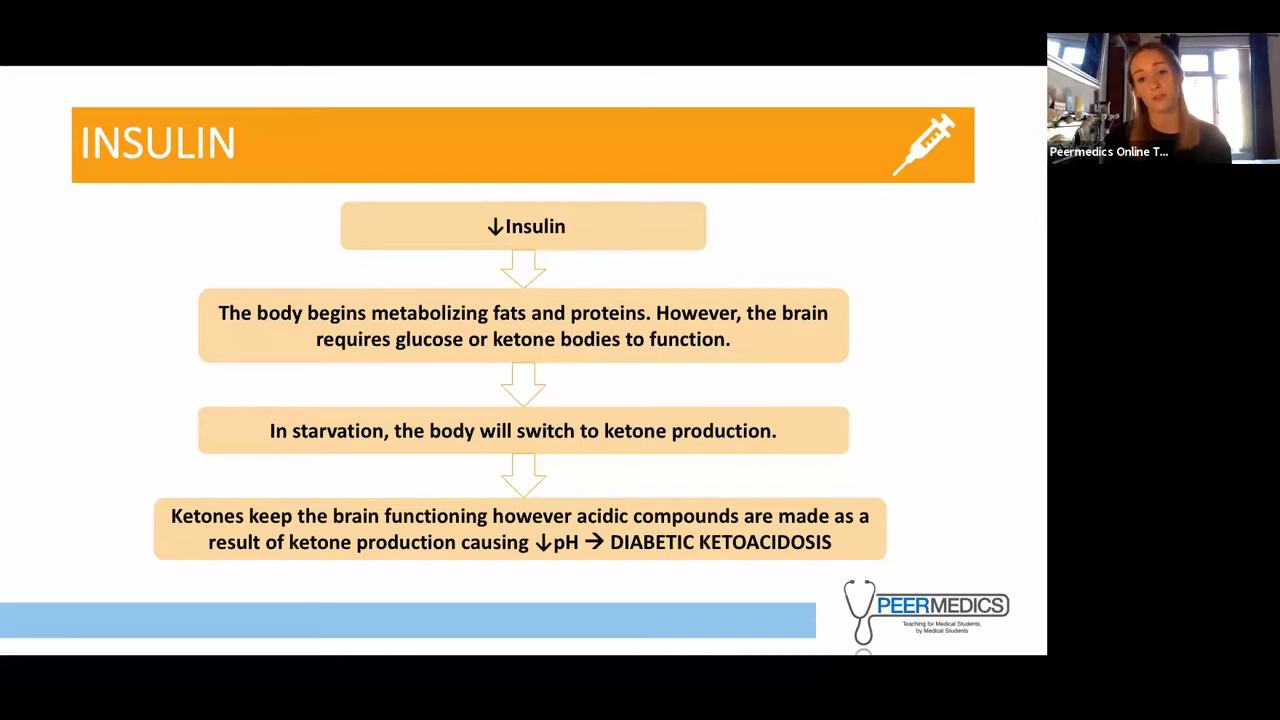 INSULIN
Peermedics Online T...
↓Insulin
The body begins metabolizing fats and proteins. However, the brain
requires glucose or ketone bodies to function.
In starvation, the body will switch to ketone production.
Ketones keep the brain functioning however acidic compounds are made as a
result of ketone production causing ↓pH → DIABETIC KETOACIDOSIS
PEERMEDICS
Teaching for Medical Students,
by Medical Students